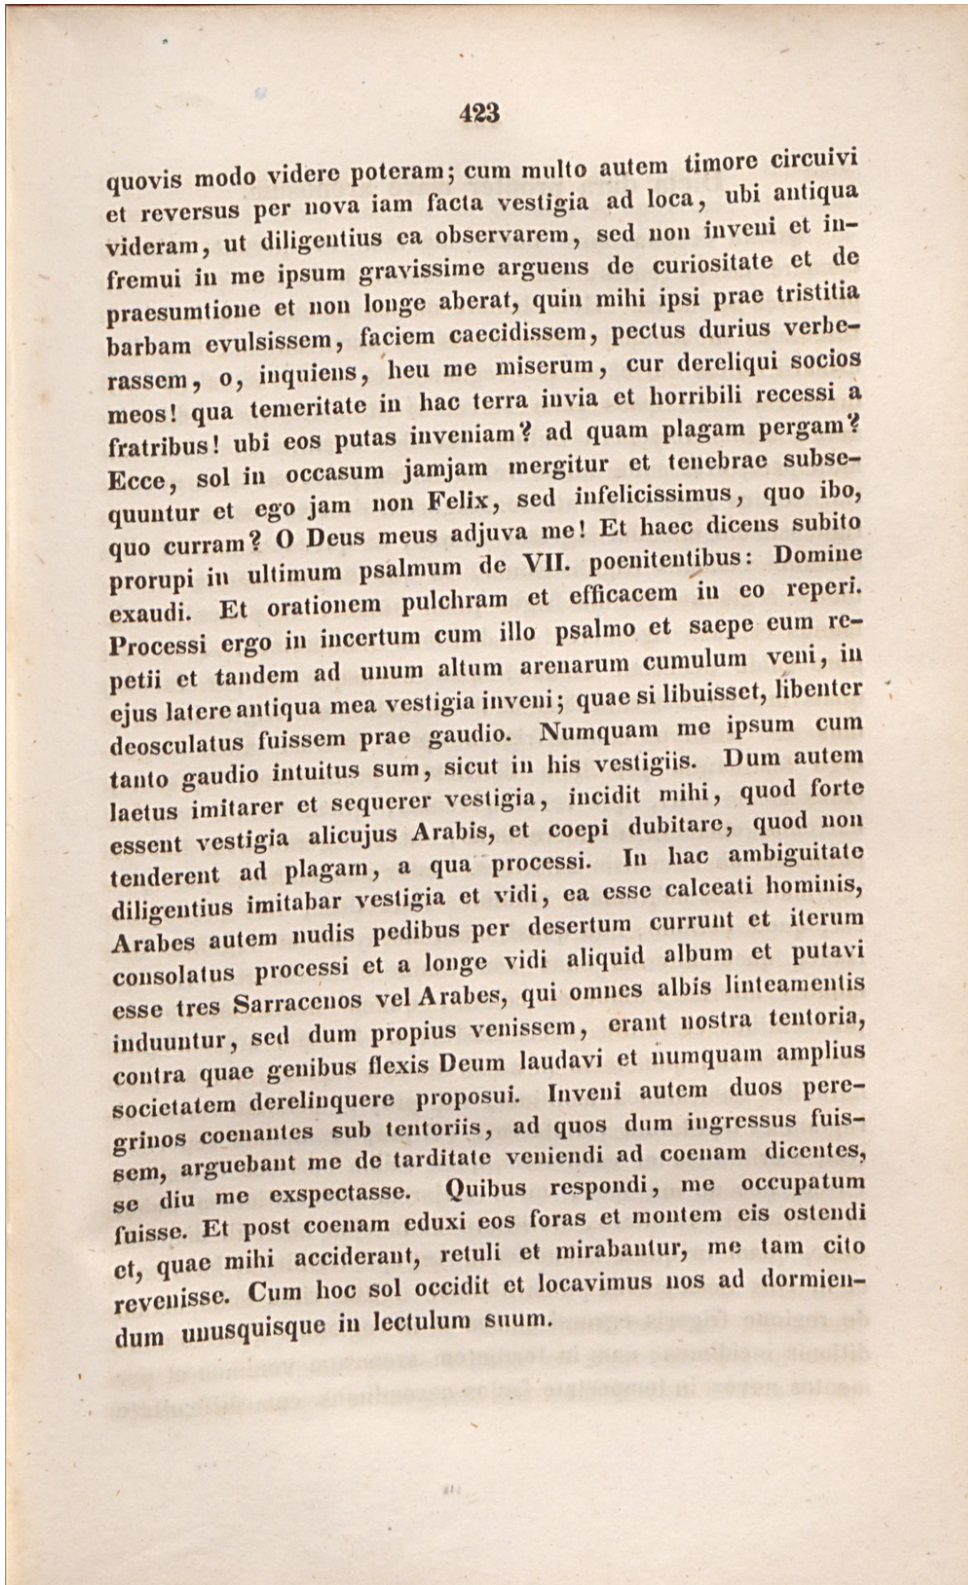 423
quovis modo videre poteram; cum multo autem timore circuivi
et reversus per nova iam facta vestigia ad loca, ubi antiqua
videram, ut diligentius ea observarem, sed non inveni et in-
fremui in me ipsum gravissime arguens de curiositate et de
praesumtione et non longe aberat, quin mihi ipsi prae tristitia
barbam evulsissem, faciem caecidissem, pectus durius verbe-
rassem, o, inquiens, heu me miserum, cur dereliqui socios
meos! qua temeritate in hac terra invia et horribili recessi a
fratribus! ubi eos putas inveniam? ad quam plagam pergam?
Ecce, sol in occasum jamjam mergitur et tenebrae subse-
quuntur et ego jam non Felix, sed infelicissimus, quo ibo,
quo curram? O Deus meus adjuva me! Et haec dicens subito
prorupi in ultimum psalmum de VII. poenitentibus: Domine
exaudi. Et orationem pulchram et efficacem in eo reperi.
Processi ergo in incertum cum illo psalmo et saepe eum re-
petii et tandem ad unum altum arenarum cumulum veni, in
ejus latere antiqua mea vestigia inveni; quae si libuisset, libenter
deosculatus fuissem prae gaudio. Numquam me ipsum cum
tanto gaudio intuitus sum, sicut in his vestigiis. Dum autem
laetus imitarer et sequerer vestigia, incidit mihi, quod forte
essent vestigia alicujus Arabis, et coepi dubitare, quod non
tenderent ad plagam, a qua processi. In hac ambiguitate
diligentius imitabar vestigia et vidi, ea esse calceati hominis,
Arabes autem nudis pedibus per desertum currunt et iterum
consolatus processi et a longe vidi aliquid album et putavi
esse tres Sarracenos vel Arabes, qui omnes albis linteamentis
induuntur, sed dum propius venissem, erant nostra tentoria,
contra quae genibus flexis Deum laudavi et numquam amplius
societatem derelinquere proposui. Inveni autem duos pere-
grinos coenantes sub tentoriis, ad quos dum ingressus fuis-
sem, arguebant me de tarditate veniendi ad coenam dicentes,
se diu me exspectasse. Quibus respondi, me occupatum
fuisse. Et post coenam eduxi eos foras et montem eis ostendi
et, quae mihi acciderant, retuli et mirabantur, me tam cito
revenisse. Cum hoc sol occidit et locavimus nos ad dormien-
dum unusquisque in lectulum suum.